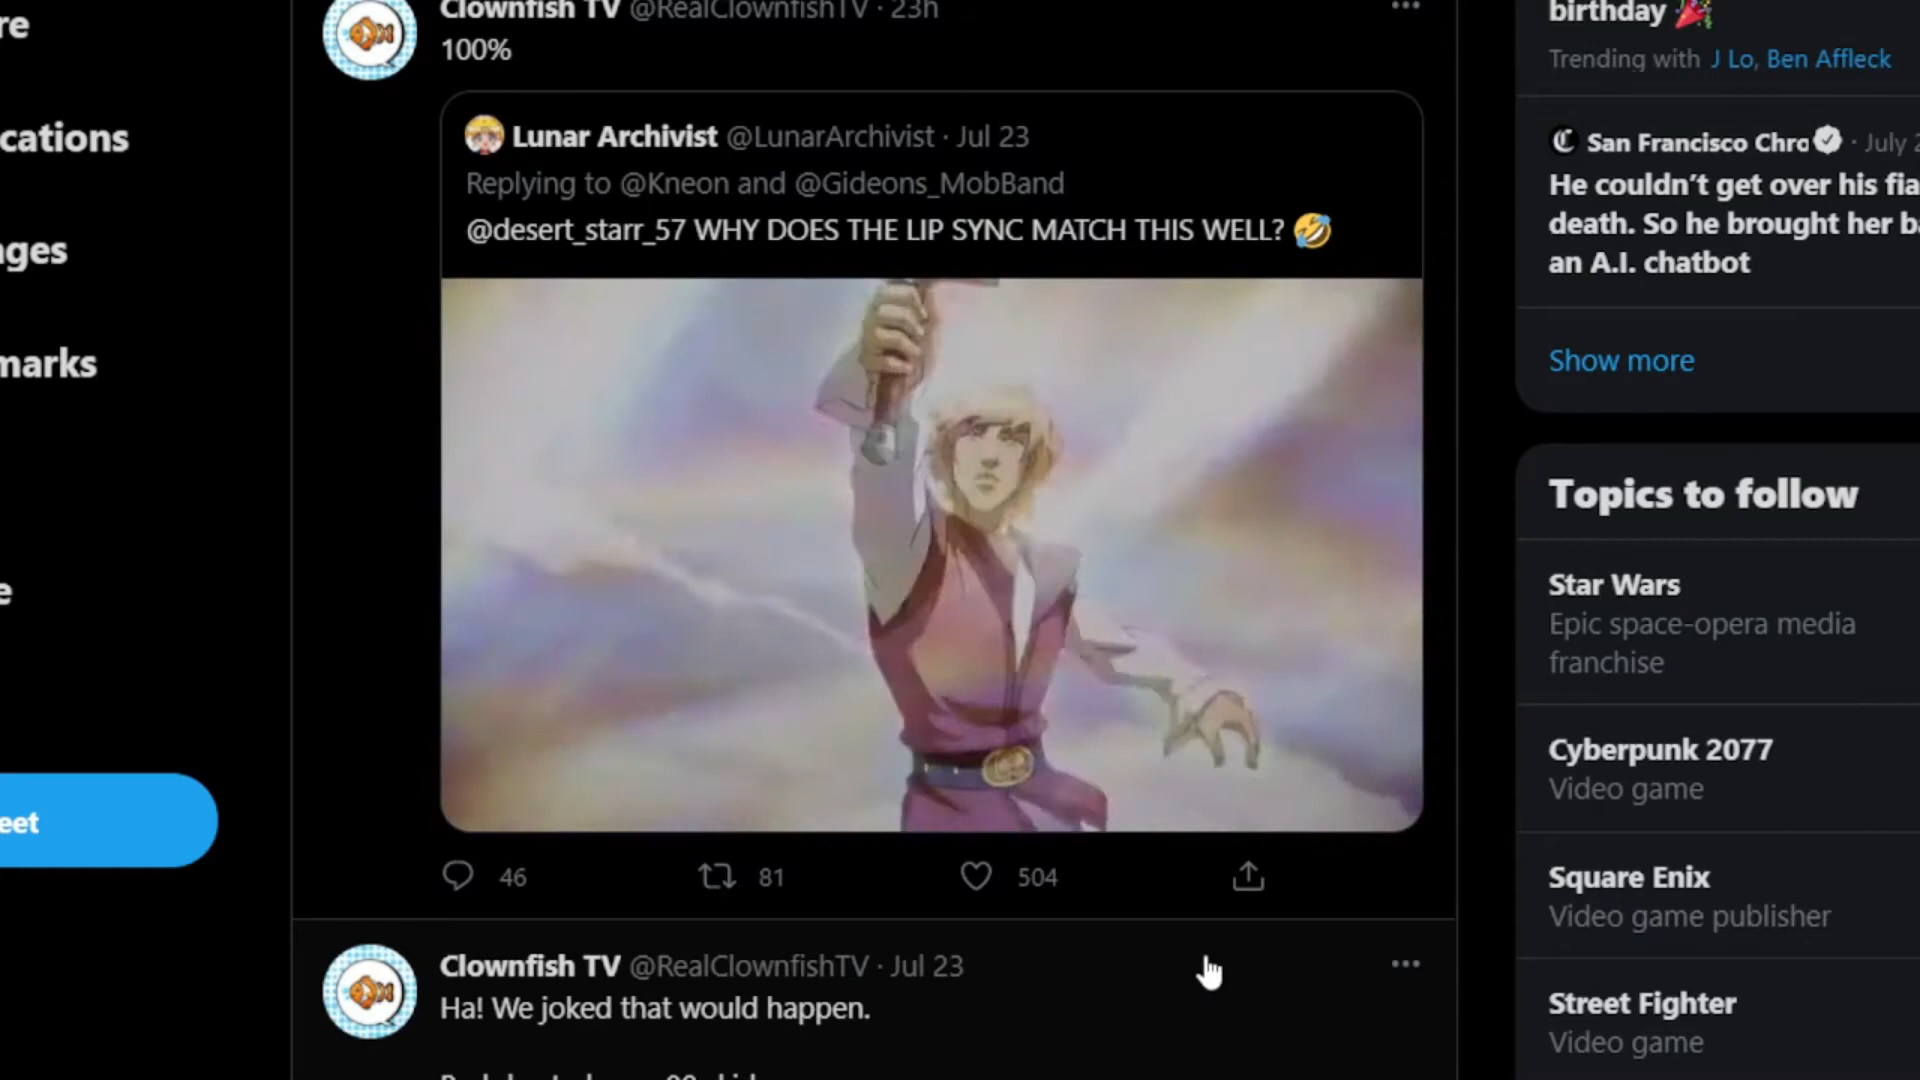 re
cations
ges
marks
e
eet
Clownfish TV @RealClownfishTV · 23h
100%
Lunar Archivist @LunarArchivist · Jul 23
Replying to @Kneon and @Gideons_MobBand
@desert_starr_57 WHY DOES THE LIP SYNC MATCH THIS WELL? 🤣
46 81 504
Clownfish TV @RealClownfishTV · Jul 23
Ha! We joked that would happen.
birthday 🎉
Trending with J Lo, Ben Affleck
San Francisco Chro · July 2
He couldn't get over his fia
death. So he brought her ba
an A.I. chatbot
Show more
Topics to follow
Star Wars
Epic space-opera media
franchise
Cyberpunk 2077
Video game
Square Enix
Video game publisher
Street Fighter
Video game